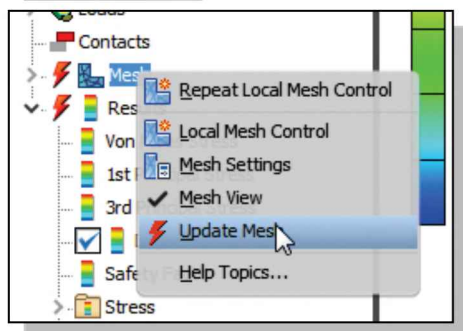 Contacts
Mesh
Repeat Local Mesh Control
Res
Local Mesh Control
Von
Stress
Mesh Settings
1st
Mesh View
3rd
Update Mesh
Safe
Help Topics...
Stress